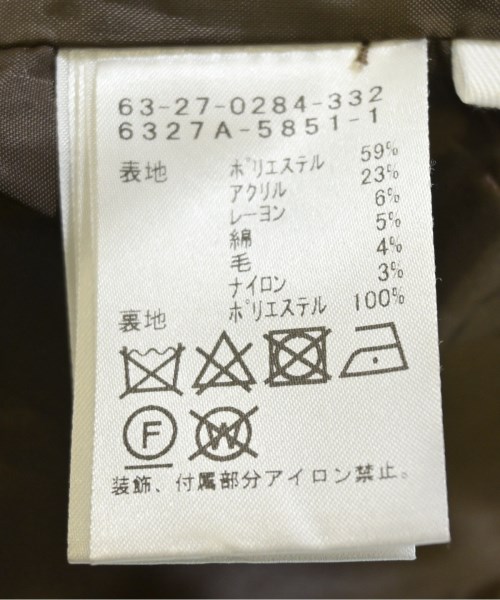 63-27-0284-332
6327A-5851-1
表地 ポリエステル 59%
アクリル 23%
レーヨン 6%
綿 5%
毛 4%
ナイロン 3%
裏地 ポリエステル 100%
F W
装飾、付属部分アイロン禁止。